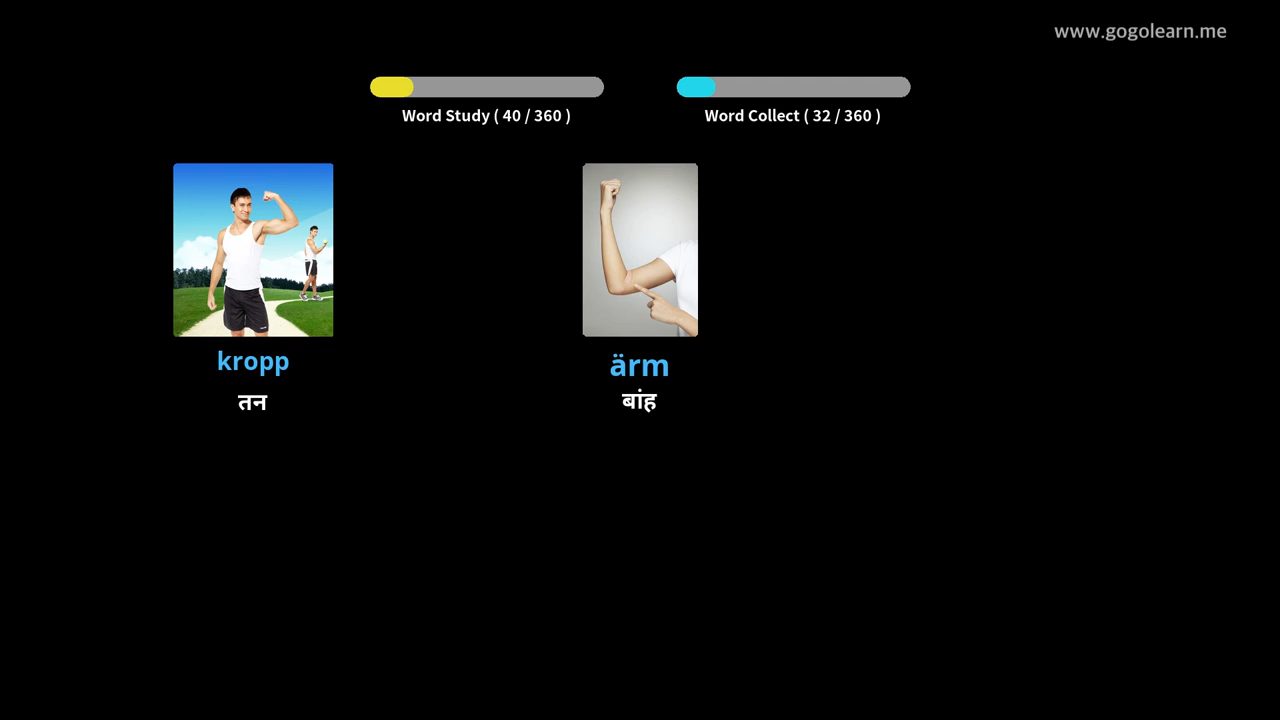 www.gogolearn.me
Word Study ( 40 / 360 )
Word Collect ( 32 / 360 )
kropp
तन
ärm
बांह